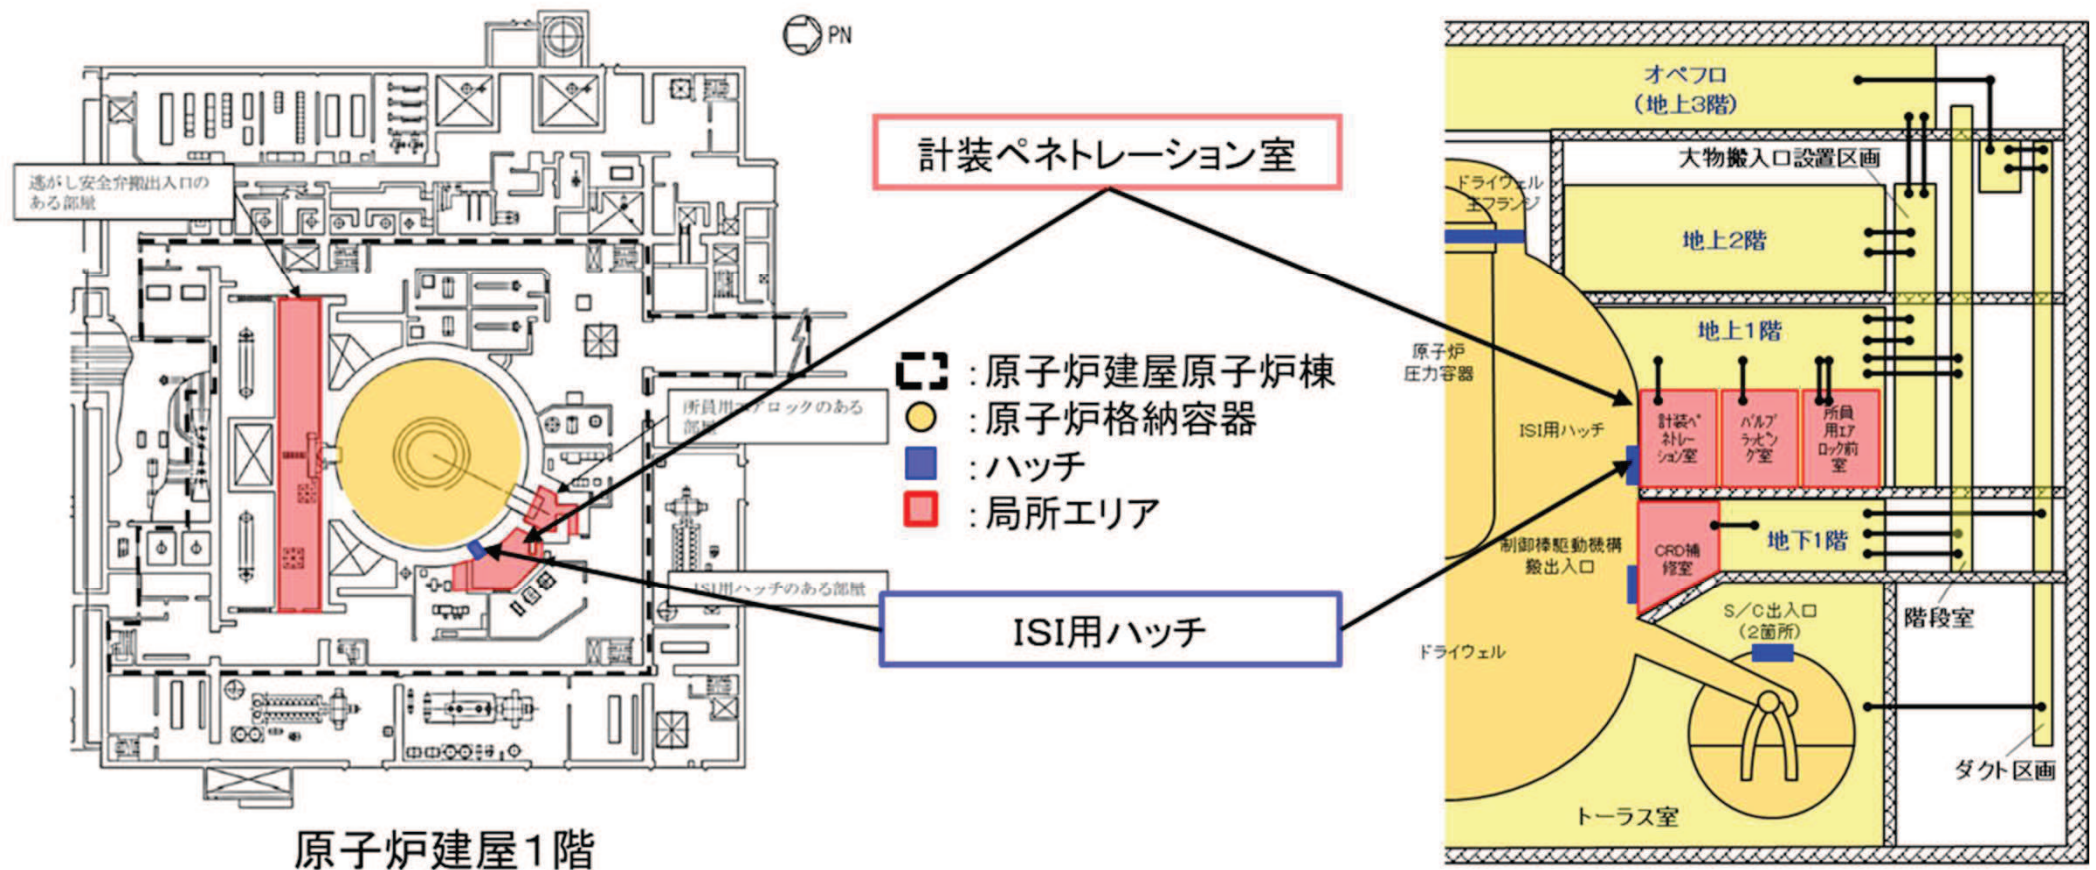 PN
逃がし安全弁搬出入口の
ある部屋
計装ペネトレーション室
：原子炉建屋原子炉棟
：原子炉格納容器
：ハッチ
：局所エリア
所員用エアロックのある
部屋
ISI用ハッチのある部屋
ISI用ハッチ
原子炉建屋1階
オペフロ
（地上3階）
大物搬入口設置区画
ドライウェル
主フランジ
地上2階
地上1階
原子炉
圧力容器
ISI用ハッチ
計装ペ
ネトレー
ション室
バルブ
ラッピン
グ室
所員
用エア
ロック前
室
制御棒駆動機構
搬出入口
CRD補
修室
地下1階
S／C出入口
（2箇所）
階段室
ドライウェル
ダクト区画
トーラス室